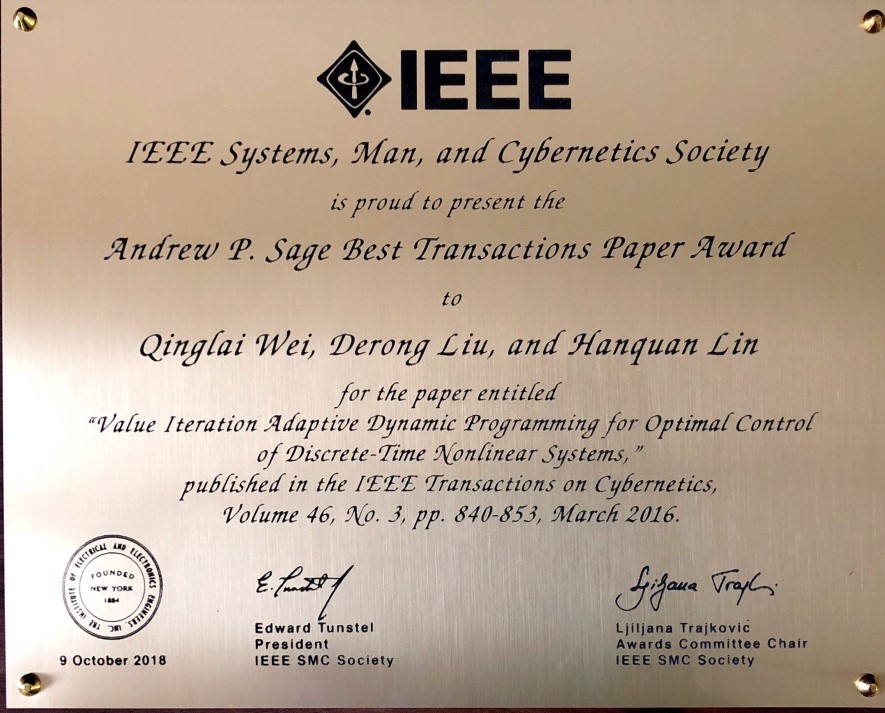 IEEE
IEEE Systems, Man, and Cybernetics Society
is proud to present the
Andrew P. Sage Best Transactions Paper Award
to
Qinglai Wei, Derong Liu, and Hanquan Lin
for the paper entitled
“Value Iteration Adaptive Dynamic Programming for Optimal Control
of Discrete-Time Nonlinear Systems,”
published in the IEEE Transactions on Cybernetics,
Volume 46, No. 3, pp. 840-853, March 2016.
THE INSTITUTE OF ELECTRICAL AND ELECTRONICS ENGINEERS, INC.
FOUNDED
NEW YORK
1884
9 October 2018
E. Tunstel
Edward Tunstel
President
IEEE SMC Society
Ljiljana Trajkovic
Ljiljana Trajkovic
Awards Committee Chair
IEEE SMC Society